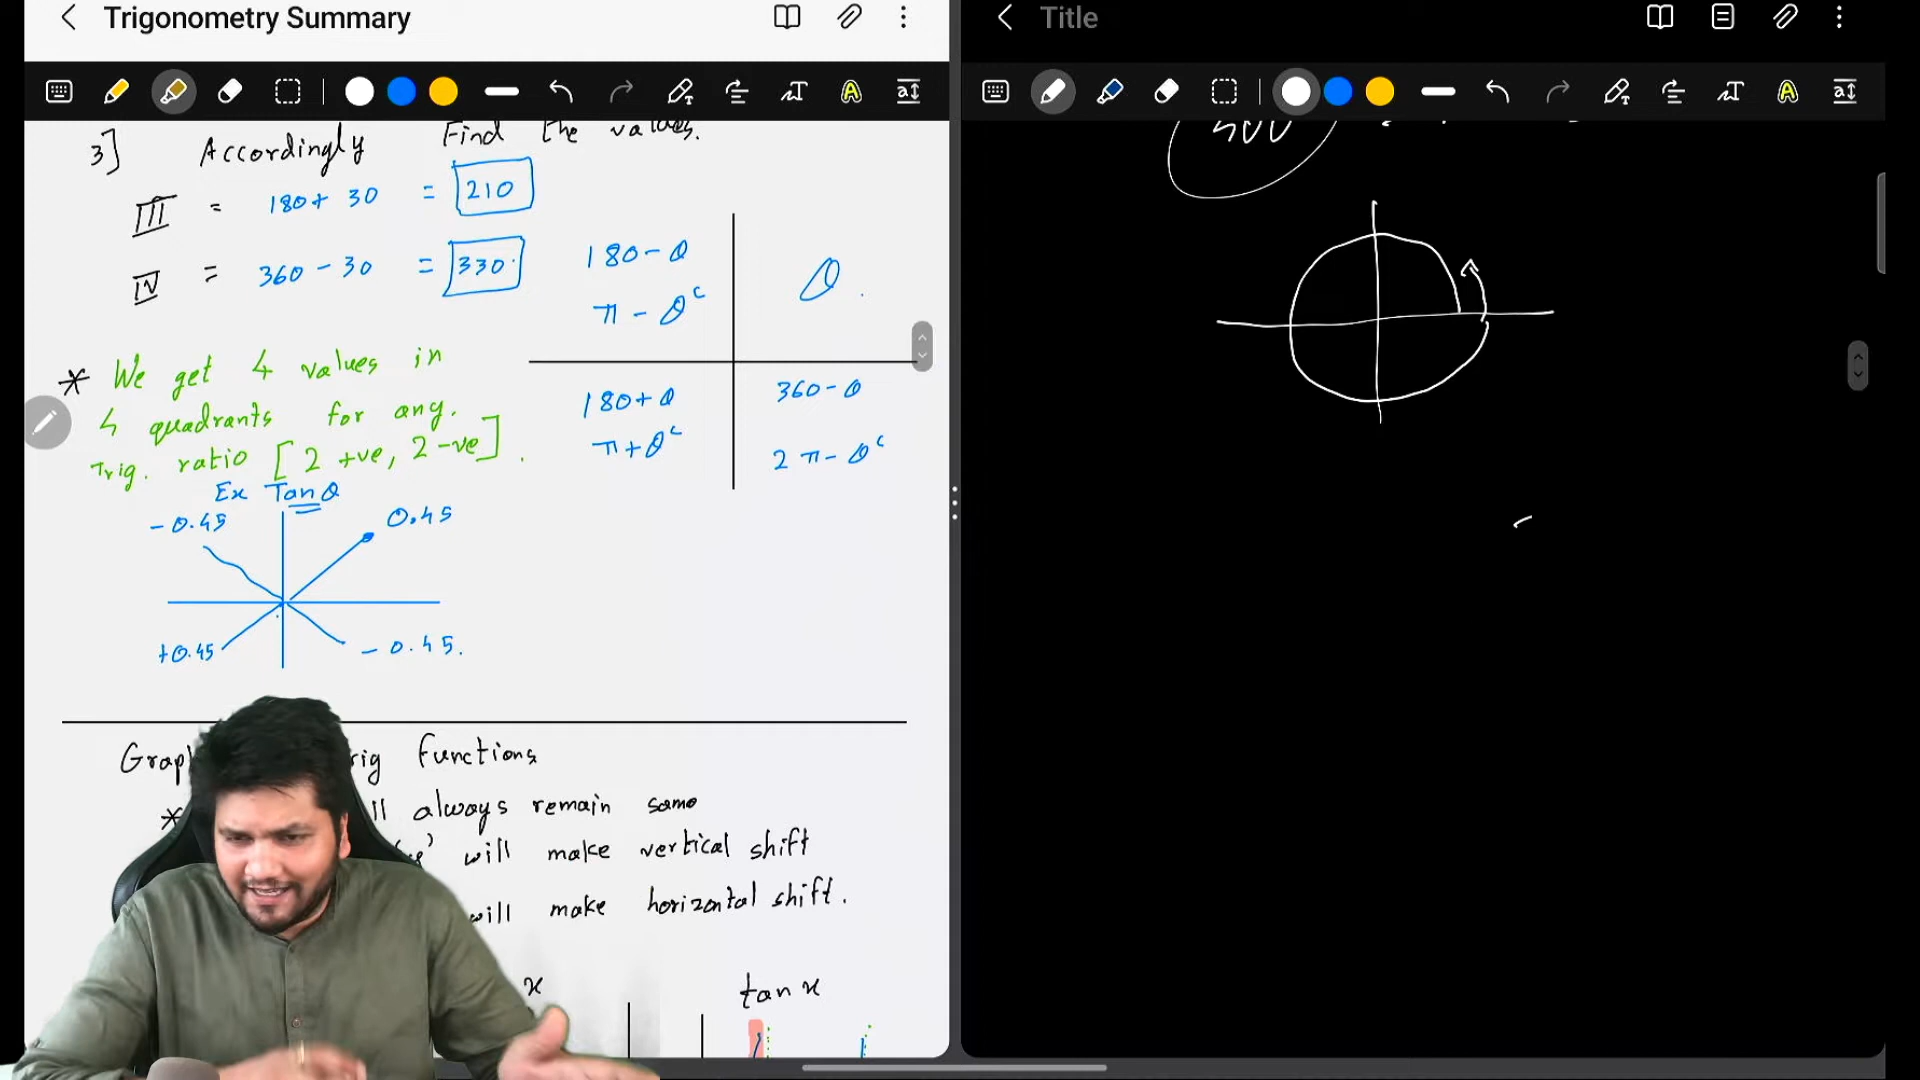 Trigonometry Summary
3] Accordingly Find the values.
III = 180+ 30 = 210
IV = 360 - 30 = 330
180 - θ
π - θᶜ
θ
180+θ
π+θᶜ
360-θ
2π - θᶜ
* We get 4 values in
4 quadrants for any.
Trig. ratio [2 +ve, 2 -ve].
Ex Tanθ
- 0.45
0.45
+0.45
- 0.45.
Functions
always remain same
will make vertical shift
will make horizontal shift.
x
tan x
Title